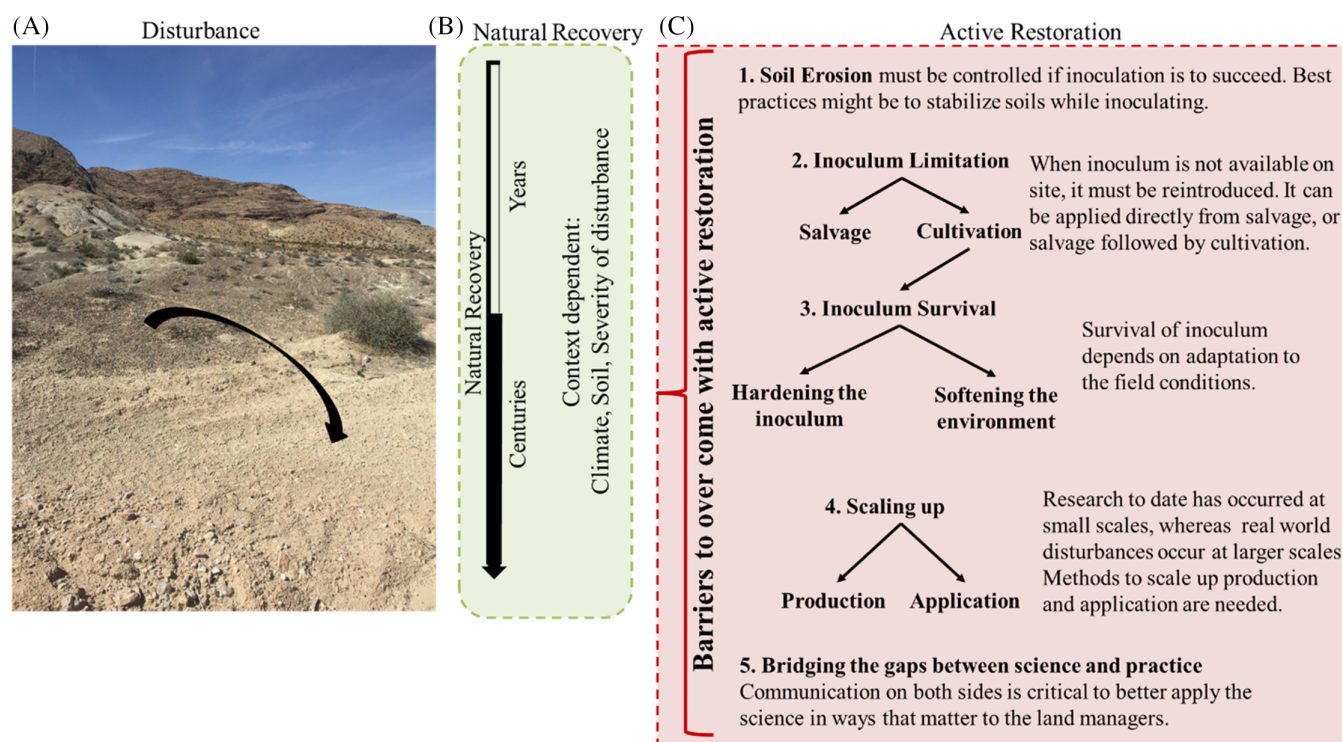 (A)
Disturbance
(B)
Natural Recovery
Natural Recovery
Years
Centuries
Context dependent:
Climate, Soil, Severity of disturbance
(C)
Active Restoration
Barriers to over come with active restoration
1. Soil Erosion must be controlled if inoculation is to succeed. Best
practices might be to stabilize soils while inoculating.
2. Inoculum Limitation
Salvage
Cultivation
When inoculum is not available on
site, it must be reintroduced. It can
be applied directly from salvage, or
salvage followed by cultivation.
3. Inoculum Survival
Hardening the
inoculum
Softening the
environment
Survival of inoculum
depends on adaptation to
the field conditions.
4. Scaling up
Production
Application
Research to date has occurred at
small scales, whereas real world
disturbances occur at larger scales
Methods to scale up production
and application are needed.
5. Bridging the gaps between science and practice
Communication on both sides is critical to better apply the
science in ways that matter to the land managers.